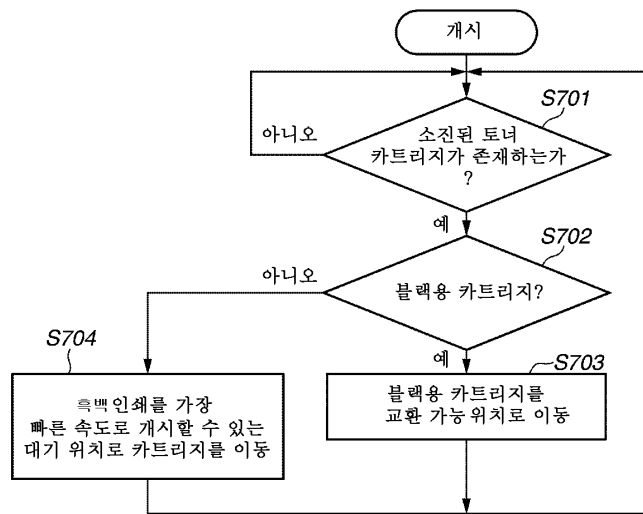 개시
S701
아니오
소진된 토너
카트리지가 존재하는가
?
예
S702
아니오
블랙용 카트리지?
S704
예
S703
흑백인쇄를 가장
빠른 속도로 개시할 수 있는
대기 위치로 카트리지를 이동
블랙용 카트리지를
교환 가능위치로 이동